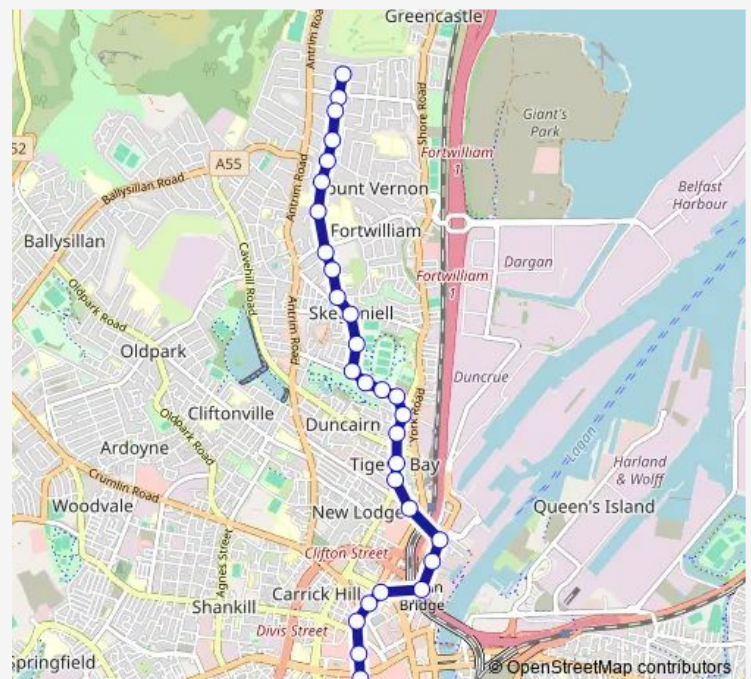 Greencastle
Antrim Road
Shore Road
Giant's
Park
52
A55
Fortwilliam
1
Ballysillan Road
Antrim Road
ount Vernon
Belfast
Harbour
Ballysillan
Fortwilliam
Cavehill Road
Dargan
Fortwilliam
1
Oldpark Road
Antrim Road
Ske
niell
Oldpark
Duncrue
Cliftonville
York Road
Oldpark Road
Duncairn
Lagan
Ardoyne
Tige
Bay
Harland
& Wolff
Crumlin Road
Woodvale
New Lodge
Queen's Island
Agnes Street
Clifton Street
Carrick Hill
n
Shankill
Bridge
Divis Street
pringfield
© OpenStreetMap contributors